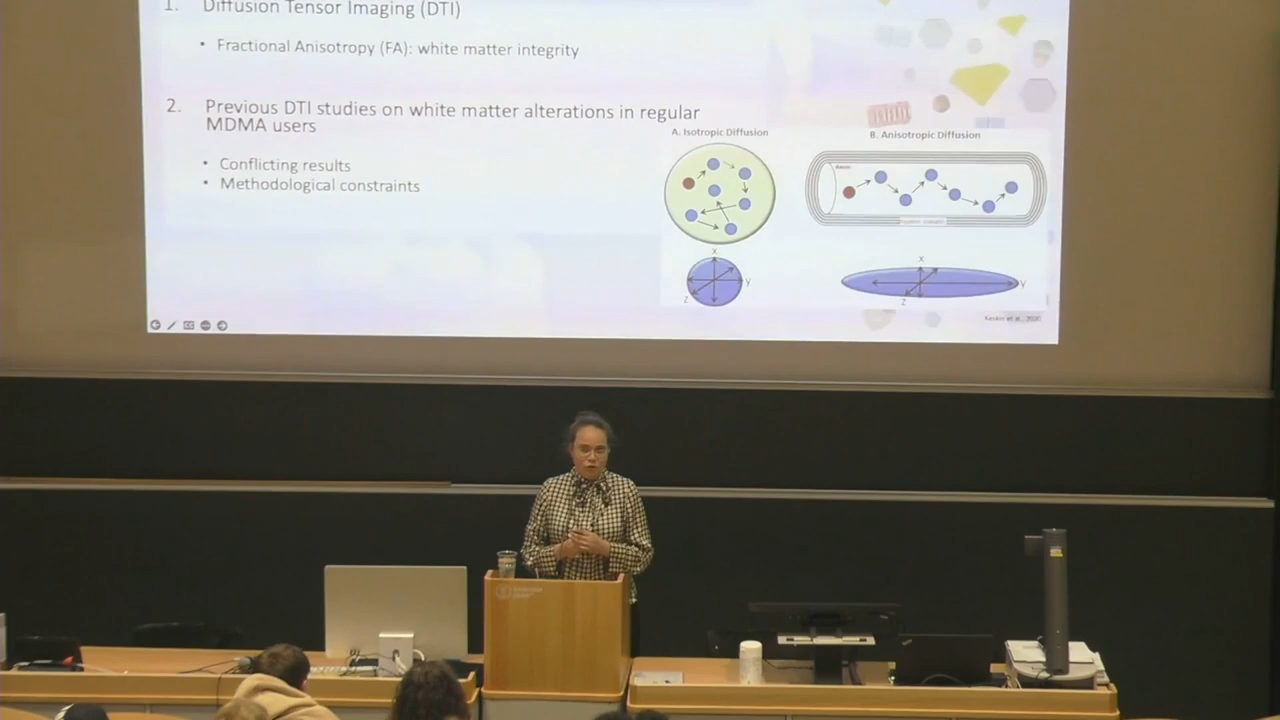 1. Diffusion Tensor Imaging (DTI)
• Fractional Anisotropy (FA): white matter integrity
2. Previous DTI studies on white matter alterations in regular
MDMA users
• Conflicting results
• Methodological constraints
A. Isotropic Diffusion
B. Anisotropic Diffusion
X
Y
Z
X
Y
Z